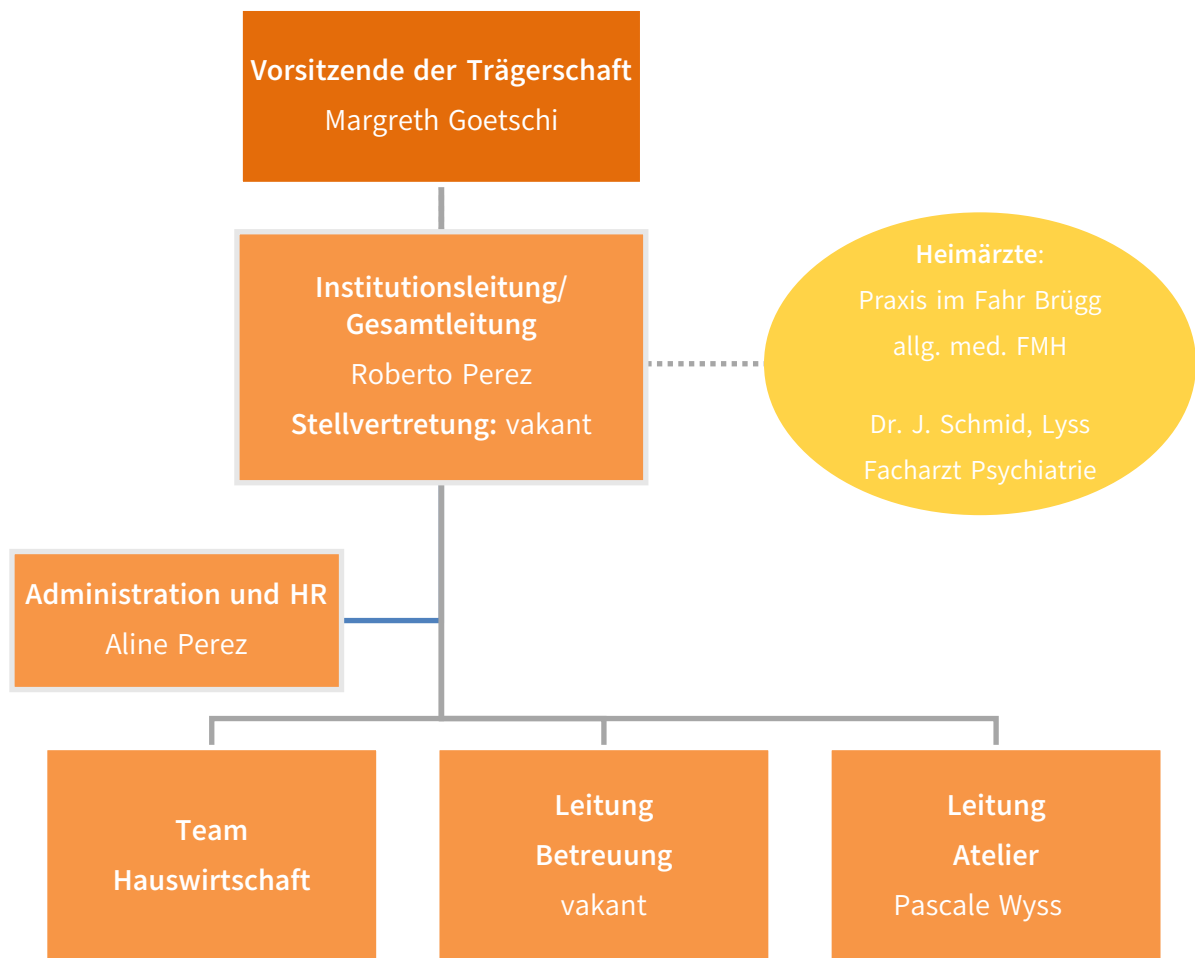 Vorsitzende der Trägerschaft
Margreth Goetschi
Institutionsleitung/
Gesamtleitung
Roberto Perez
Stellvertretung: vakant
Heimärzte:
Praxis im Fahr Brügg
allg. med. FMH
Dr. J. Schmid, Lyss
Facharzt Psychiatrie
Administration und HR
Aline Perez
Team
Hauswirtschaft
Leitung
Betreuung
vakant
Leitung
Atelier
Pascale Wyss